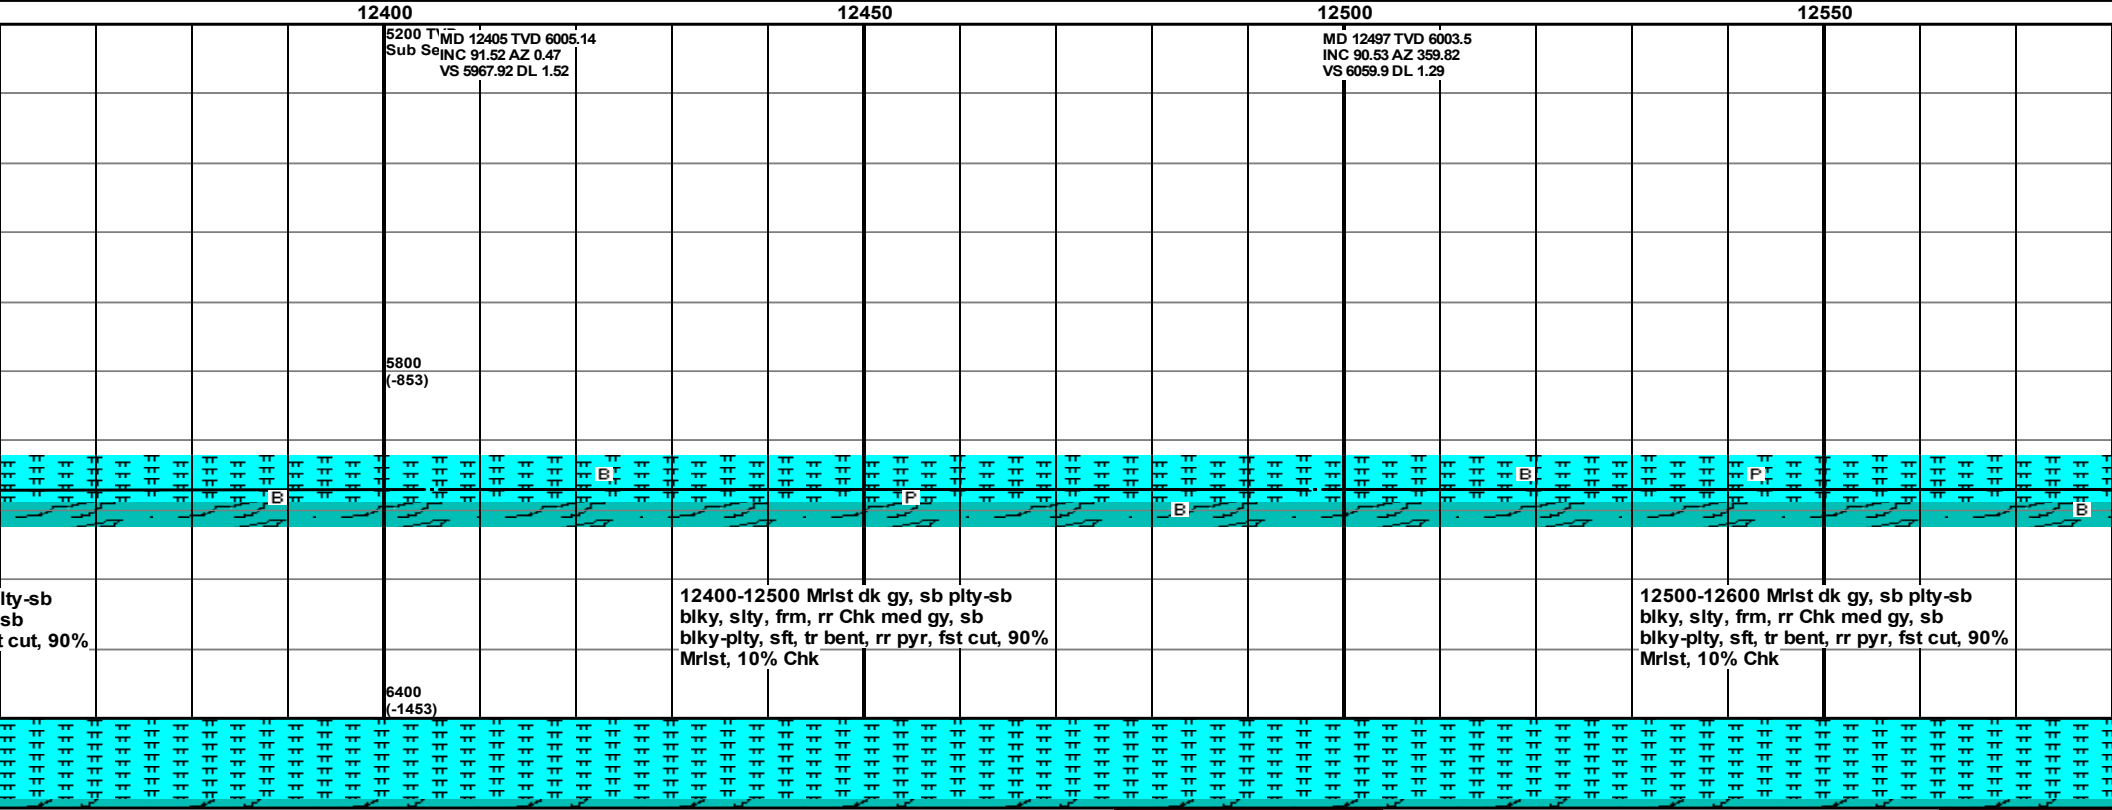 12400
12450
12500
12550
5200 TV
Sub Se
MD 12405 TVD 6005.14
INC 91.52 AZ 0.47
VS 5967.92 DL 1.52
MD 12497 TVD 6003.5
INC 90.53 AZ 359.82
VS 6059.9 DL 1.29
5800
(-853)
B
B
P
B
B
P
B
lty-sb
sb
t cut, 90%
12400-12500 Mrlst dk gy, sb plty-sb
blky, slty, frm, rr Chk med gy, sb
blky-plty, sft, tr bent, rr pyr, fst cut, 90%
Mrlst, 10% Chk
12500-12600 Mrlst dk gy, sb plty-sb
blky, slty, frm, rr Chk med gy, sb
blky-plty, sft, tr bent, rr pyr, fst cut, 90%
Mrlst, 10% Chk
6400
(-1453)